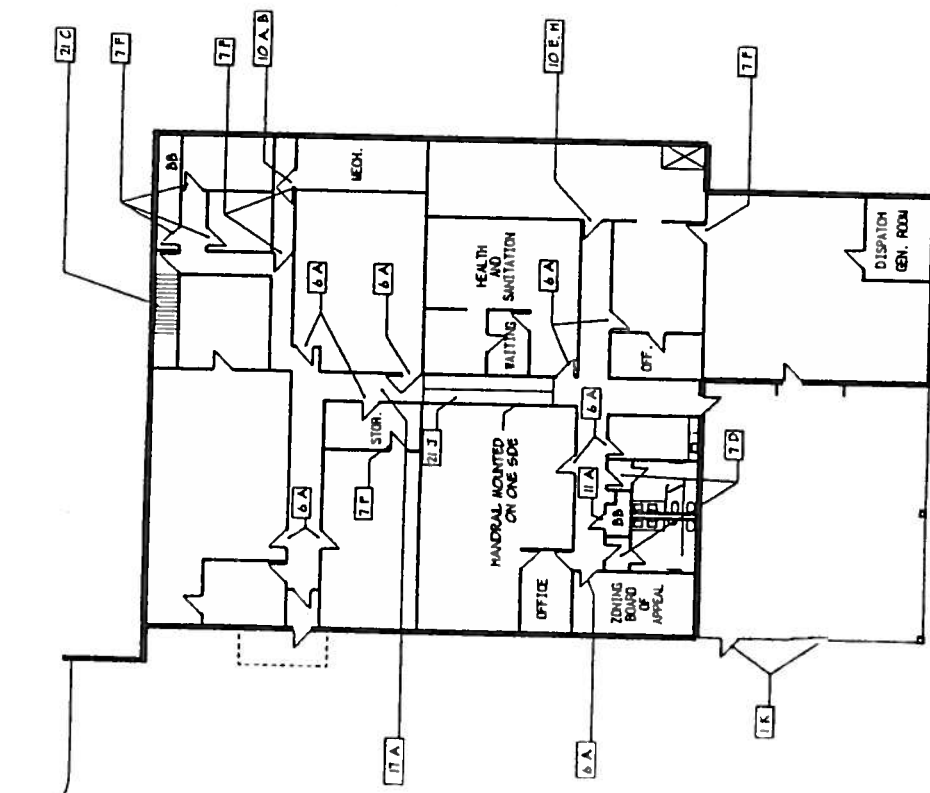 21 C
7 F
7 F
10 A, B
10 E, H
7 F
BB
MECH.
HEALTH
AND
SANITATION
WAITING
DISPATCH
GEN. ROOM
6 A
6 A
6 A
OFF.
STOR.
21 J
6 A
7 D
7 F
MANDRAL MOUNTED
ON ONE SIDE
11 A
BB
6 A
OFFICE
ZONING
BOARD
OF
APPEAL
17 A
6 A
1 K